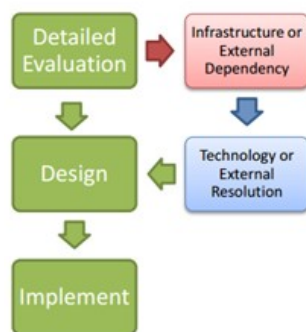 Detailed
Evaluation
Infrastructure or
External
Dependency
Design
Technology or
External
Resolution
Implement